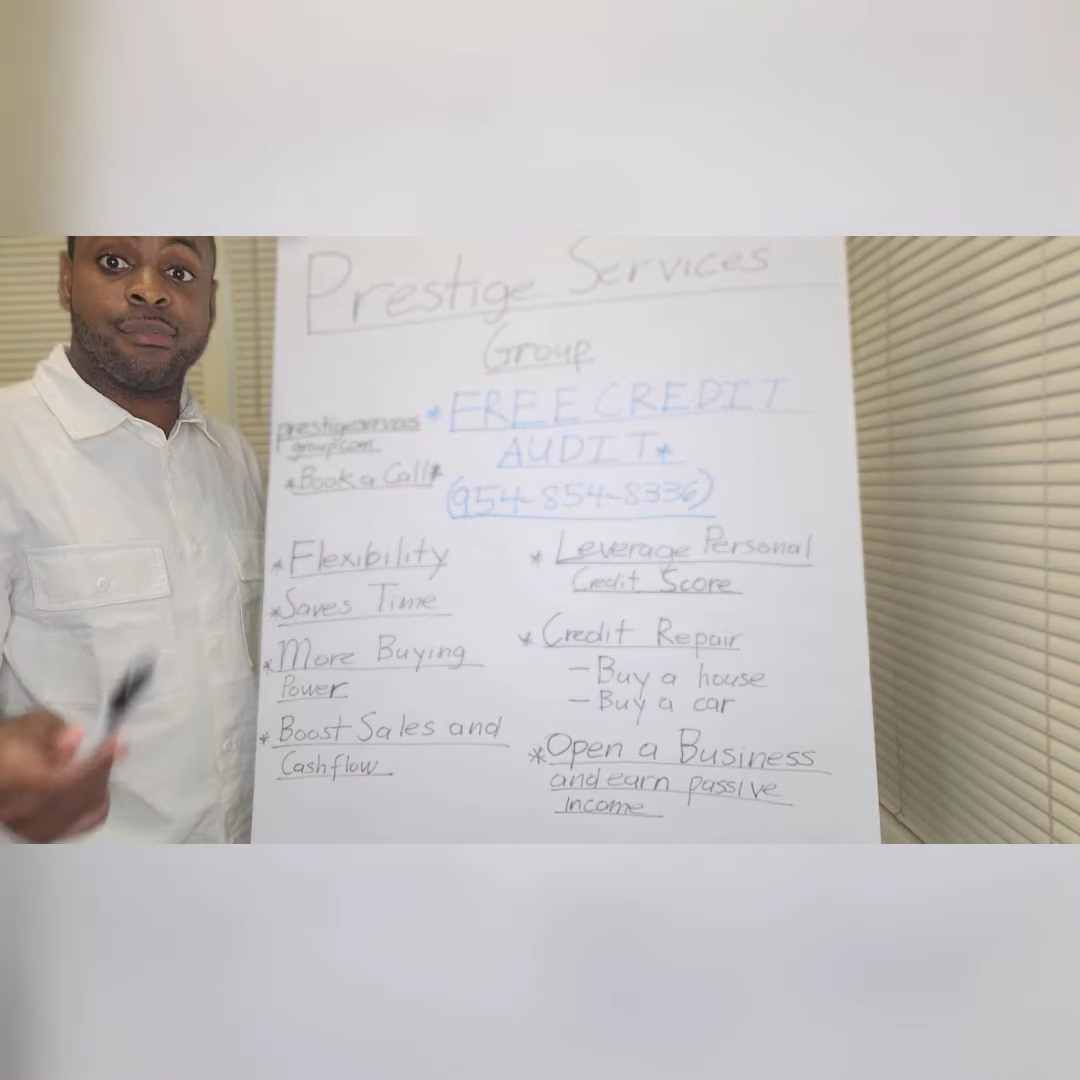 Prestige Services
Group
*FREE CREDIT
AUDIT*
(954-854-8336)
prestigeservices
group.com
*Book a Call*
*Flexibility
*Saves Time
*More Buying
Power
*Boost Sales and
Cashflow
*Leverage Personal
Credit Score
*Credit Repair
-Buy a house
-Buy a car
*Open a Business
and earn passive
income